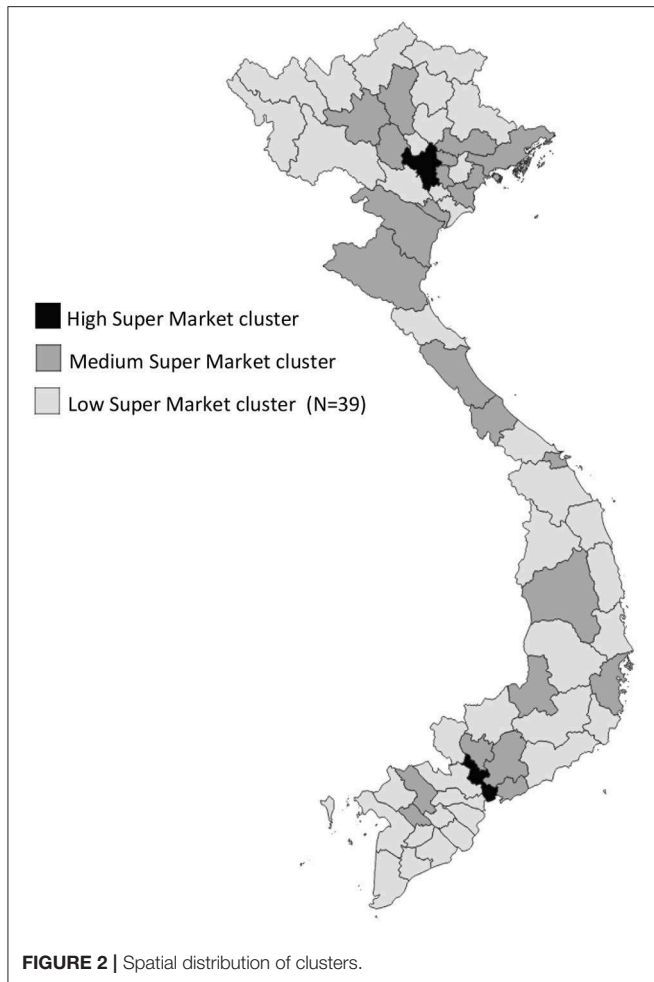 High Super Market cluster
Medium Super Market cluster
Low Super Market cluster (N=39)
FIGURE 2 | Spatial distribution of clusters.